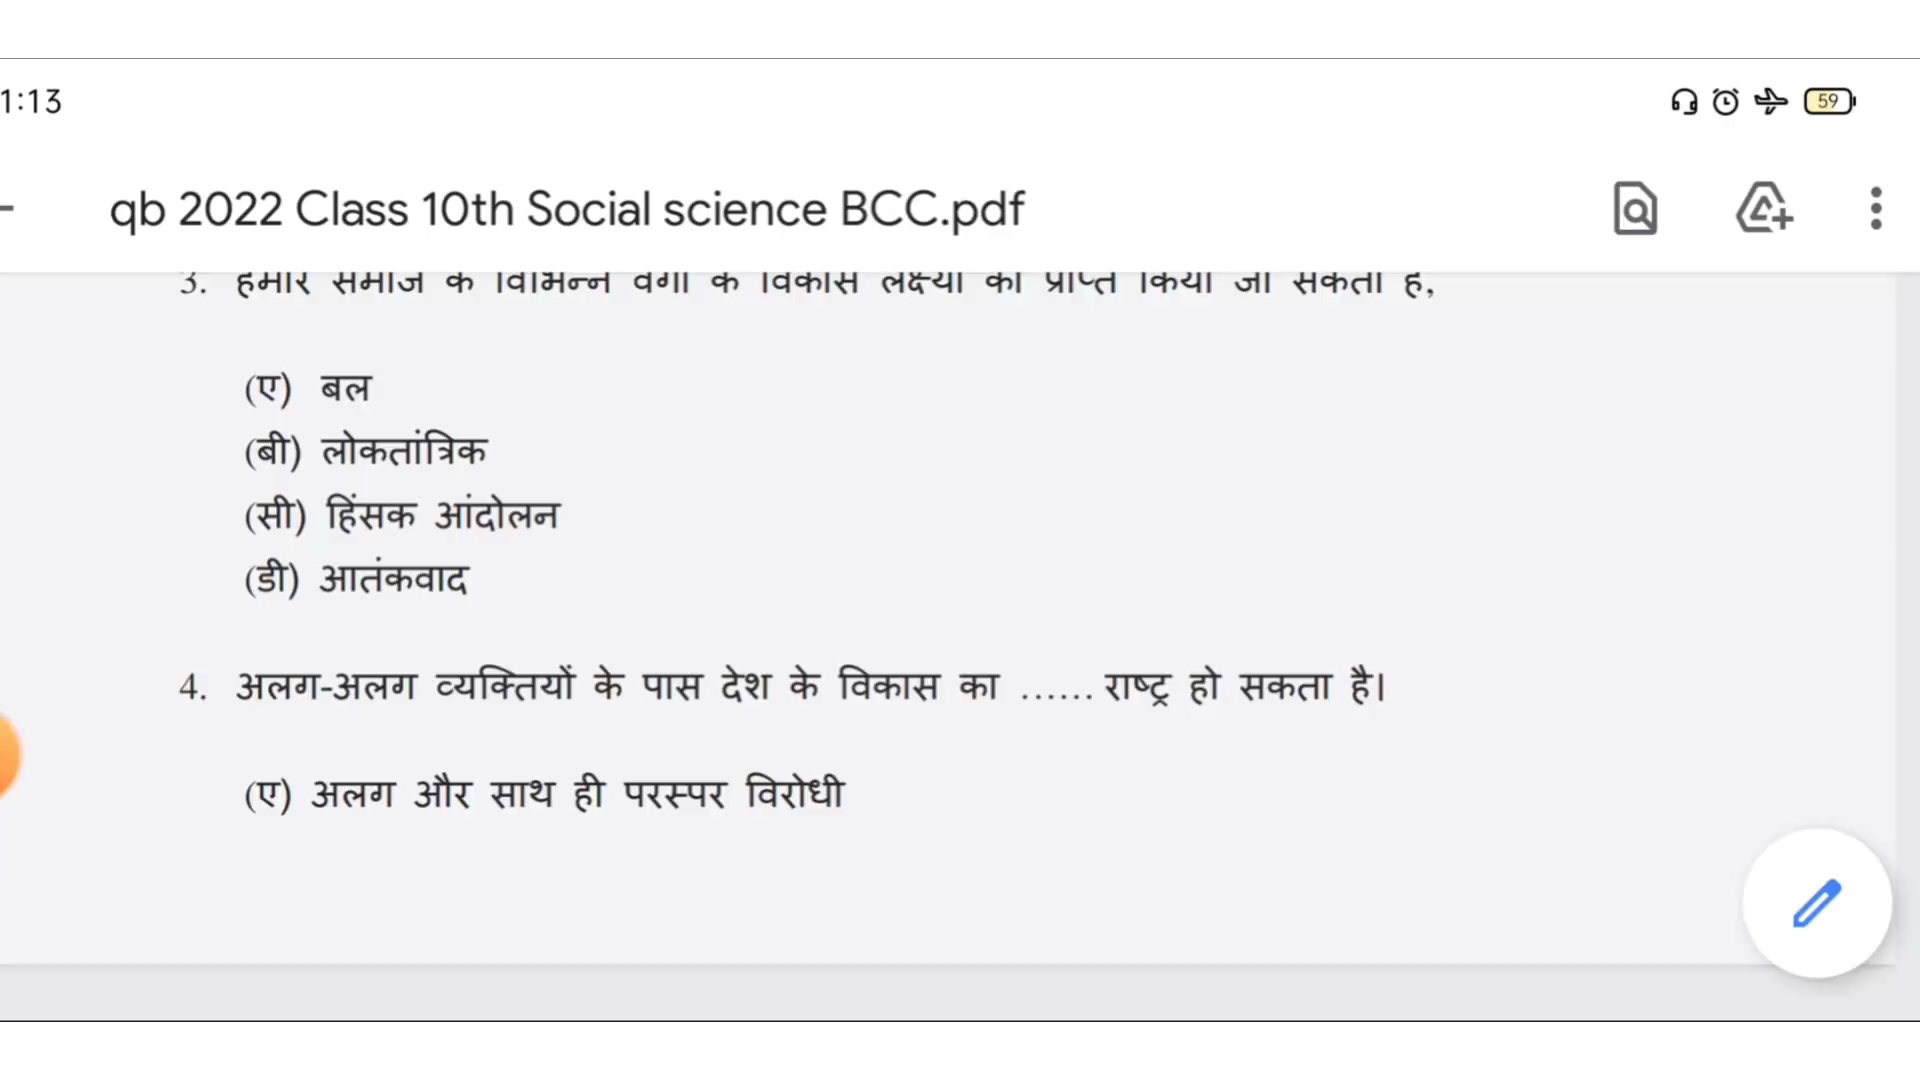 1:13
59
qb 2022 Class 10th Social science BCC.pdf
3. हमारे समाज के विभिन्न वर्गों के विकास लक्ष्यों को प्राप्त किया जा सकता है,
(ए) बल
(बी) लोकतांत्रिक
(सी) हिंसक आंदोलन
(डी) आतंकवाद
4. अलग-अलग व्यक्तियों के पास देश के विकास का ...... राष्ट्र हो सकता है।
(ए) अलग और साथ ही परस्पर विरोधी